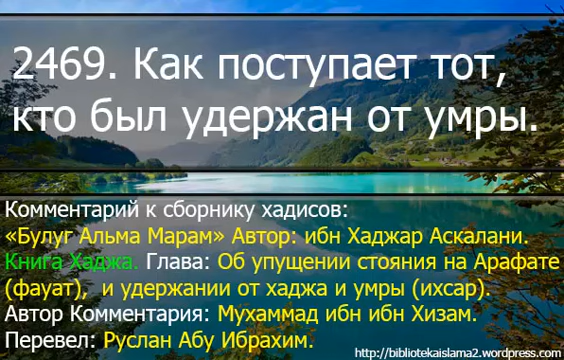 2469. Как поступает тот,
кто был удержан от умры.
Комментарий к сборнику хадисов:
«Булуг Альма Марам» Автор: ибн Хаджар Аскалани.
Книга Хаджа. Глава: Об упущении стояния на Арафате
(фауат),  и удержании от хаджа и умры (ихсар).
Автор Комментария: Мухаммад ибн ибн Хизам.
Перевел: Руслан Абу Ибрахим.
http://bibliotekaislama2.wordpress.com